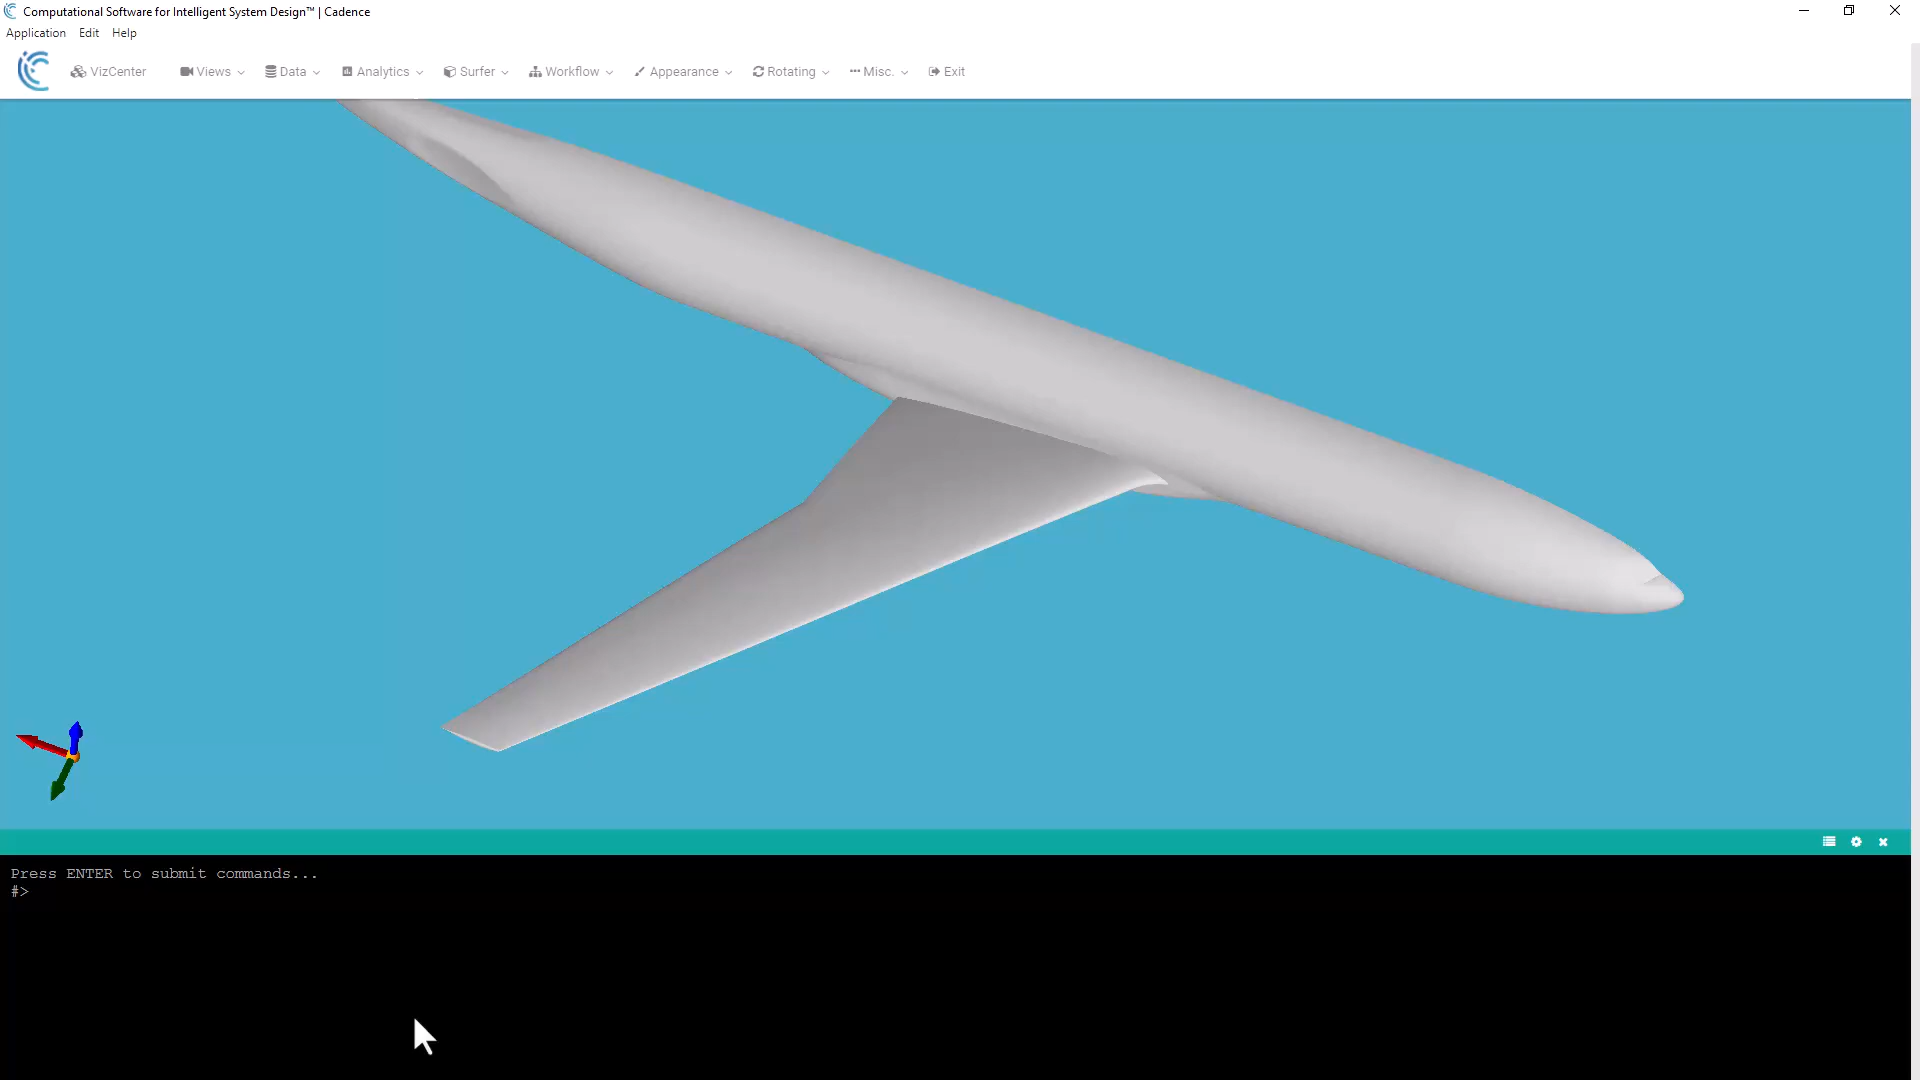 Computational Software for Intelligent System Design™ | Cadence
Application Edit Help
VizCenter Views Data Analytics Surfer Workflow Appearance Rotating Misc. Exit
Press ENTER to submit commands...
#>